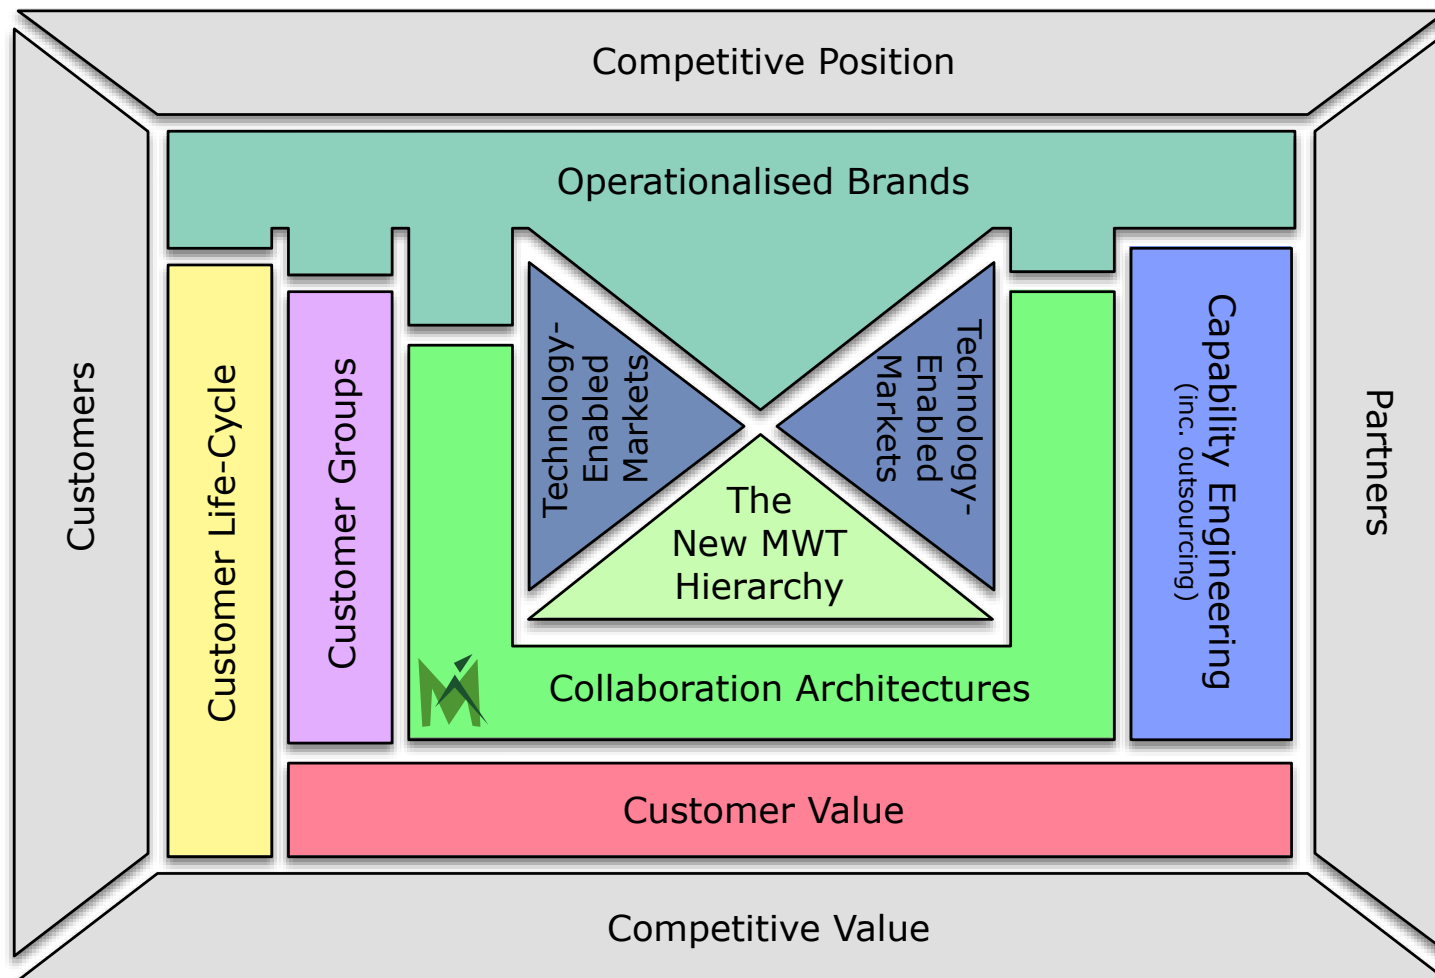 Competitive Position
Operationalised Brands
Customers
Customer Life-Cycle
Customer Groups
Technology-
Enabled
Markets
Technology-
Enabled
Markets
The
New MWT
Hierarchy
Collaboration Architectures
Capability Engineering
(inc. outsourcing)
Partners
Customer Value
Competitive Value